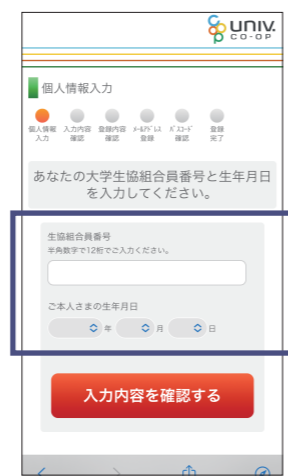 UNIV.
CO-OP
個人情報入力
個人情報 入力内容 登録内容 メールアドレス パスコード 登録
入力 確認 確認 登録 確認 完了
あなたの大学生協組合員番号と生年月日
を入力してください。
生協組合員番号
半角数字で12桁でご入力ください。
ご本人さまの生年月日
年 月 日
入力内容を確認する